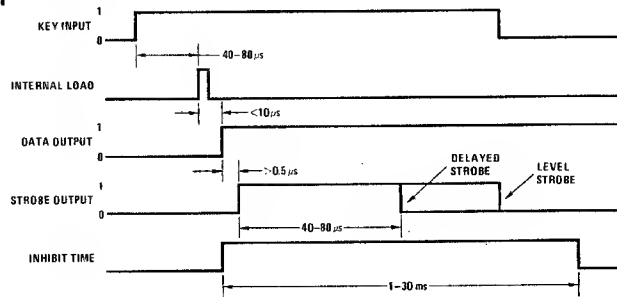 1
KEY INPUT
0
40–80 μs
INTERNAL LOAD
<10 μs
1
DATA OUTPUT
0
>0.5 μs
DELAYED STROBE
LEVEL STROBE
1
STROBE OUTPUT
0
40–80 μs
INHIBIT TIME
1–30 ms